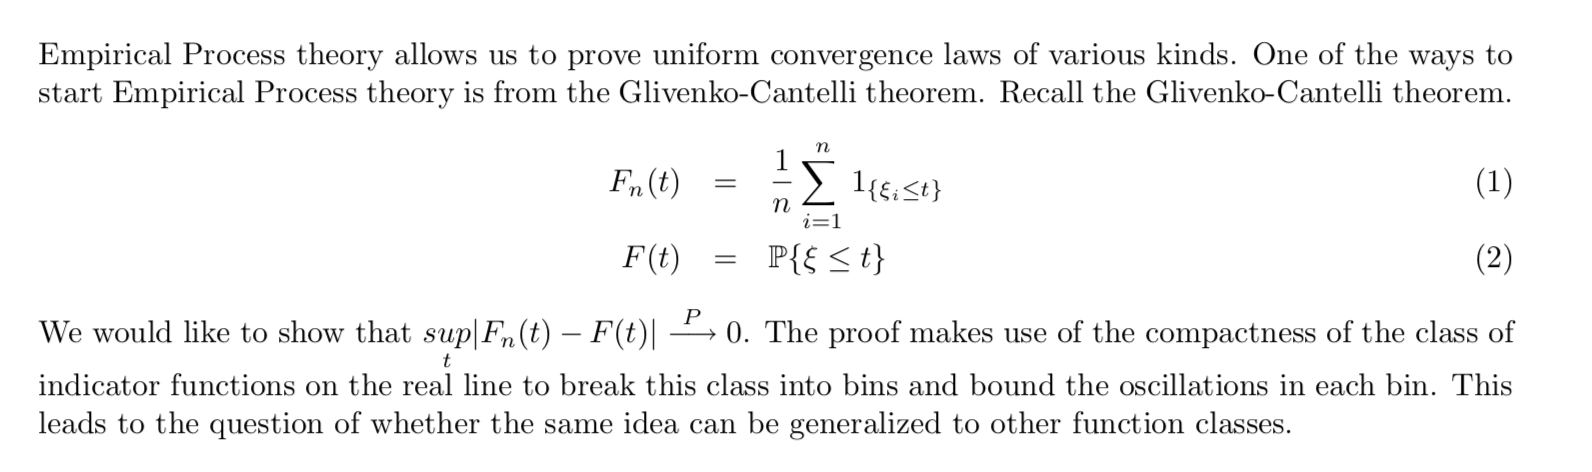 Empirical Process theory allows us to prove uniform convergence laws of various kinds. One of the ways to
start Empirical Process theory is from the Glivenko-Cantelli theorem. Recall the Glivenko-Cantelli theorem.
F_n(t) = \frac{1}{n} \sum_{i=1}^{n} 1_{\{\xi_i \leq t\}} (1)
F(t) = ℙ{ξ ≤ t} (2)
We would like to show that \underset{t}{sup}|F_n(t) − F(t)| \xrightarrow{P} 0. The proof makes use of the compactness of the class of
indicator functions on the real line to break this class into bins and bound the oscillations in each bin. This
leads to the question of whether the same idea can be generalized to other function classes.